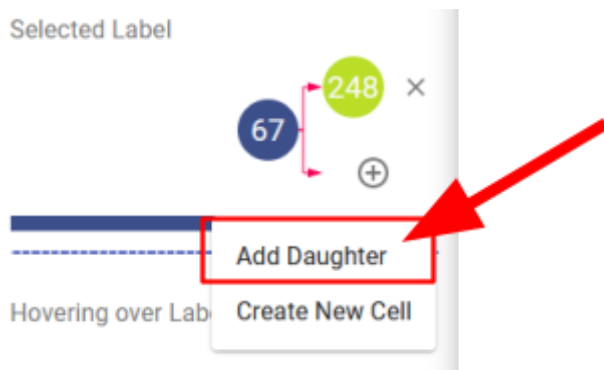 Selected Label
248
67
Add Daughter
Hovering over Lab
Create New Cell